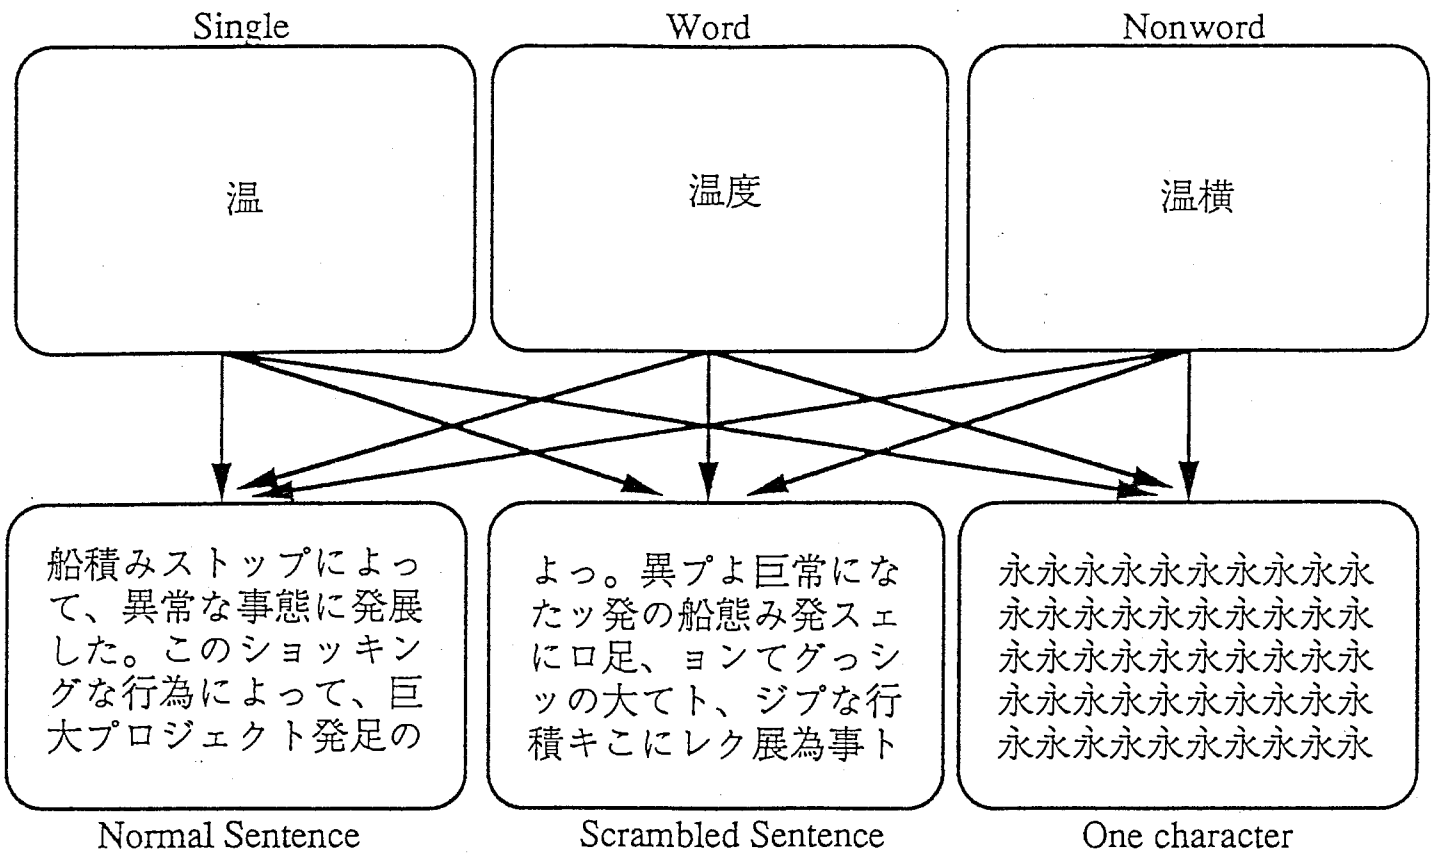 Single
Word
Nonword
温
温度
温横
船積みストップによっ
て、異常な事態に発展
した。このショッキン
グな行為によって、巨
大プロジェクト発足の
よっ。異プよ巨常にな
たッ発の船態み発スェ
にロ足、ョンてグっシ
ッの大てト、ジプな行
積キこにレク展為事ト
永永永永永永永永永永
永永永永永永永永永永
永永永永永永永永永永
永永永永永永永永永永
永永永永永永永永永永
Normal Sentence
Scrambled Sentence
One character